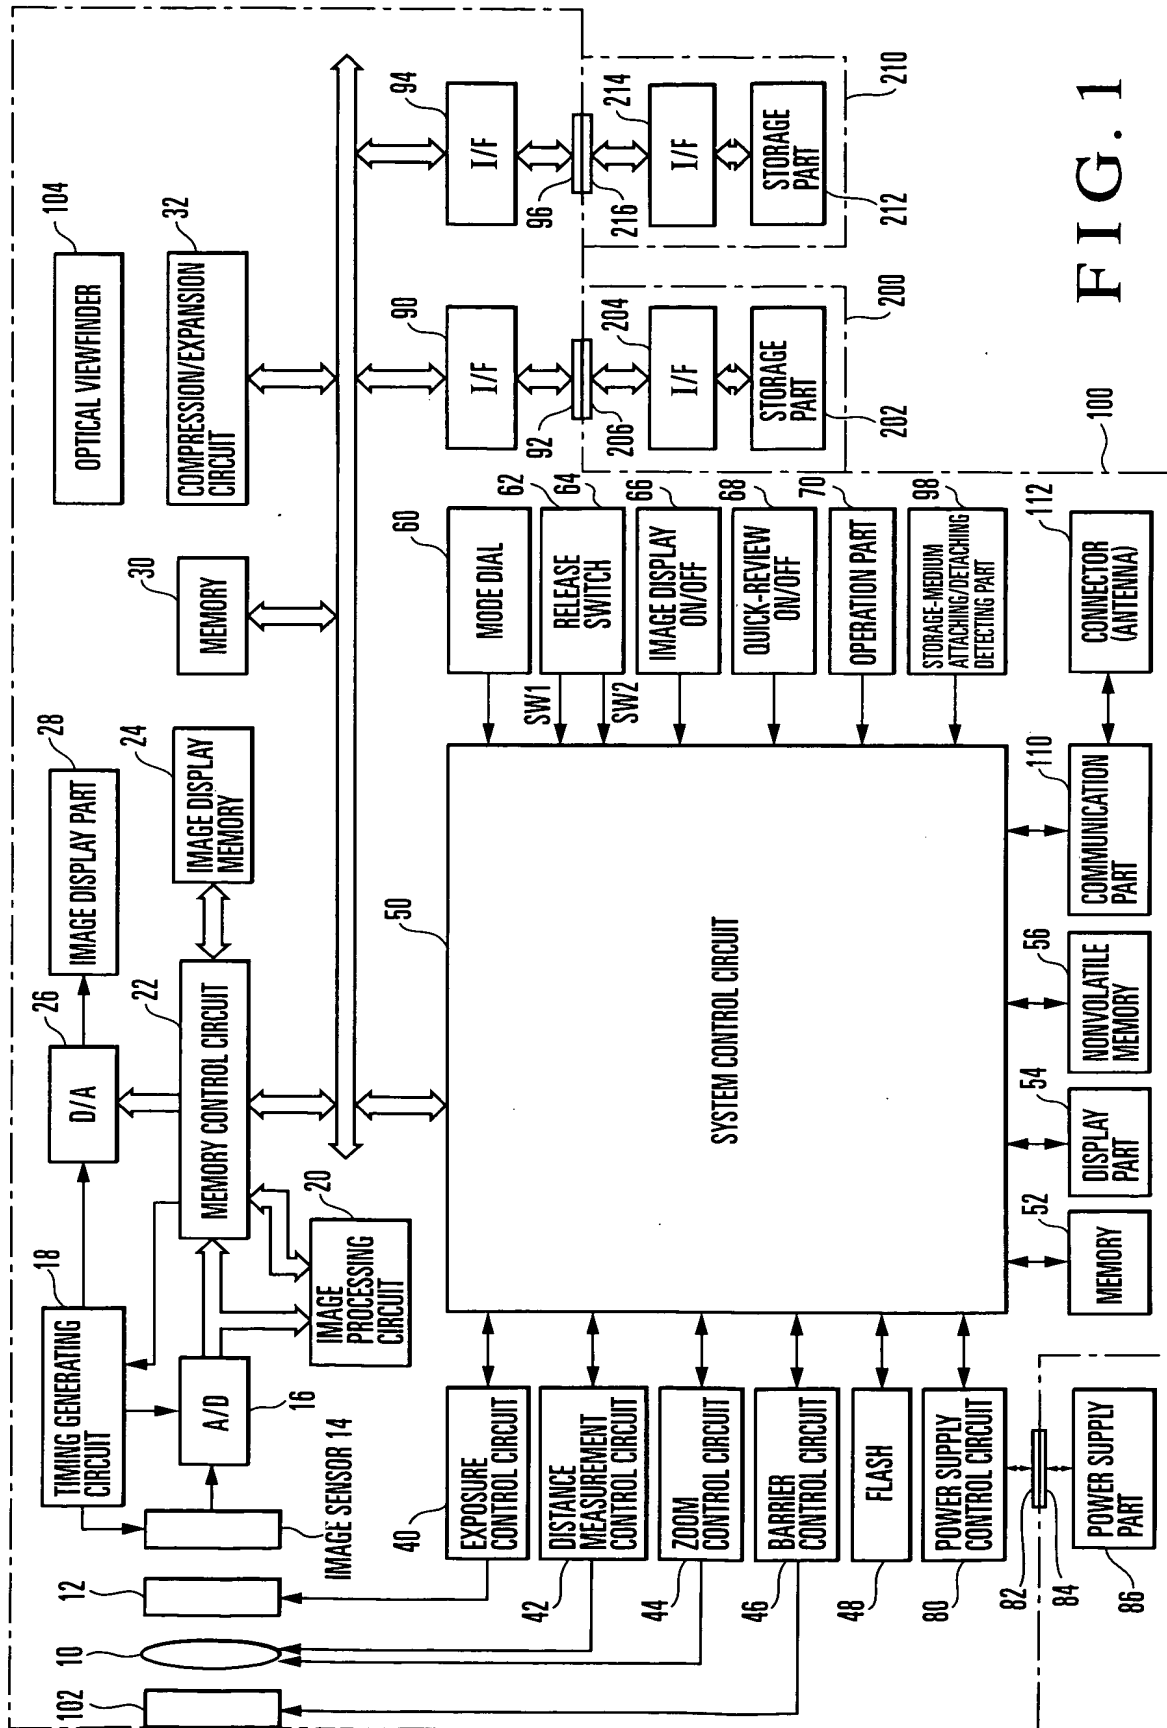 102
10
12
IMAGE SENSOR 14
TIMING GENERATING
CIRCUIT
18
A/D
16
D/A
26
IMAGE DISPLAY PART
28
OPTICAL VIEWFINDER
104
MEMORY CONTROL CIRCUIT
22
IMAGE DISPLAY
MEMORY
24
MEMORY
30
COMPRESSION/EXPANSION
CIRCUIT
32
IMAGE
PROCESSING
CIRCUIT
20
EXPOSURE
CONTROL CIRCUIT
40
DISTANCE
MEASUREMENT
CONTROL CIRCUIT
42
ZOOM
CONTROL CIRCUIT
44
BARRIER
CONTROL CIRCUIT
46
FLASH
48
POWER SUPPLY
CONTROL CIRCUIT
80
82
84
POWER SUPPLY
PART
86
SYSTEM CONTROL CIRCUIT
50
MODE DIAL
60
SW1
RELEASE
SWITCH
62
64
SW2
IMAGE DISPLAY
ON/OFF
66
QUICK-REVIEW
ON/OFF
68
OPERATION PART
70
STORAGE-MEDIUM
ATTACHING/DETACHING
DETECTING PART
98
MEMORY
52
DISPLAY
PART
54
NONVOLATILE
MEMORY
56
COMMUNICATION
PART
110
CONNECTOR
(ANTENNA)
112
100
I/F
90
92
206
I/F
204
STORAGE
PART
202
200
I/F
94
96
216
I/F
214
STORAGE
PART
212
210
FIG. 1